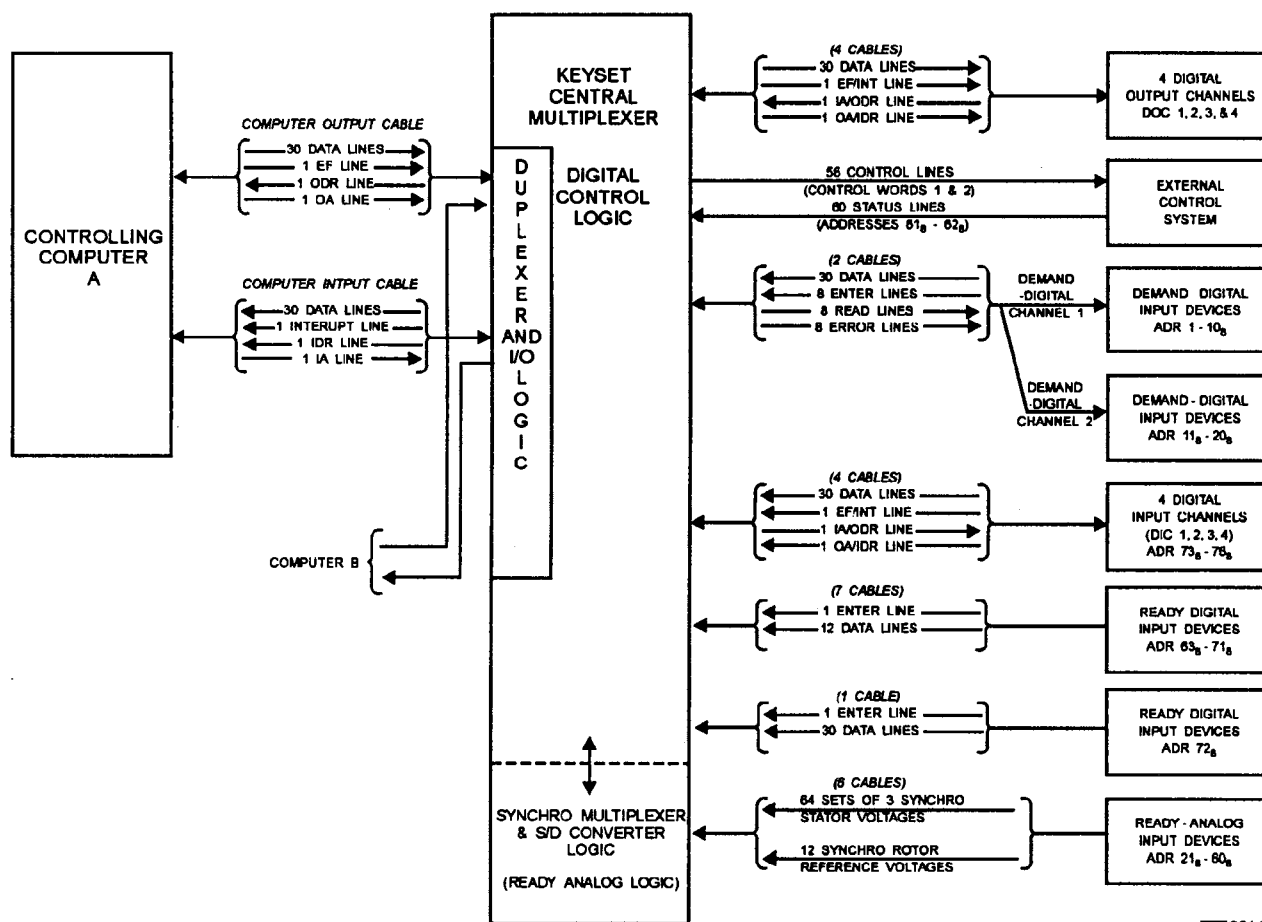 CONTROLLING
COMPUTER
A
COMPUTER OUTPUT CABLE
30 DATA LINES
1 EF LINE
1 ODR LINE
1 OA LINE
COMPUTER INTPUT CABLE
30 DATA LINES
1 INTERUPT LINE
1 IDR LINE
1 IA LINE
COMPUTER B
KEYSET
CENTRAL
MULTIPLEXER
DIGITAL
CONTROL
LOGIC
DUPLEXER
AND
I/O
LOGIC
SYNCHRO MULTIPLEXER
& S/D CONVERTER
LOGIC
(READY ANALOG LOGIC)
(4 CABLES)
30 DATA LINES
1 EF/INT LINE
1 IA/ODR LINE
1 OA/IDR LINE
4 DIGITAL
OUTPUT CHANNELS
DOC 1, 2, 3, & 4
56 CONTROL LINES
(CONTROL WORDS 1 & 2)
60 STATUS LINES
(ADDRESSES 61₈ - 62₈)
EXTERNAL
CONTROL
SYSTEM
(2 CABLES)
30 DATA LINES
8 ENTER LINES
8 READ LINES
8 ERROR LINES
DEMAND
-DIGITAL
CHANNEL 1
DEMAND DIGITAL
INPUT DEVICES
ADR 1 - 10₈
DEMAND
-DIGITAL
CHANNEL 2
DEMAND - DIGITAL
INPUT DEVICES
ADR 11₈ - 20₈
(4 CABLES)
30 DATA LINES
1 EF/INT LINE
1 IA/ODR LINE
1 OA/IDR LINE
4 DIGITAL
INPUT CHANNELS
(DIC 1, 2, 3, 4)
ADR 73₈ - 76₈
(7 CABLES)
1 ENTER LINE
12 DATA LINES
READY DIGITAL
INPUT DEVICES
ADR 63₈ - 71₈
(1 CABLE)
1 ENTER LINE
30 DATA LINES
READY DIGITAL
INPUT DEVICES
ADR 72₈
(6 CABLES)
64 SETS OF 3 SYNCHRO
STATOR VOLTAGES
12 SYNCHRO ROTOR
REFERENCE VOLTAGES
READY - ANALOG
INPUT DEVICES
ADR 21₈ - 60₈